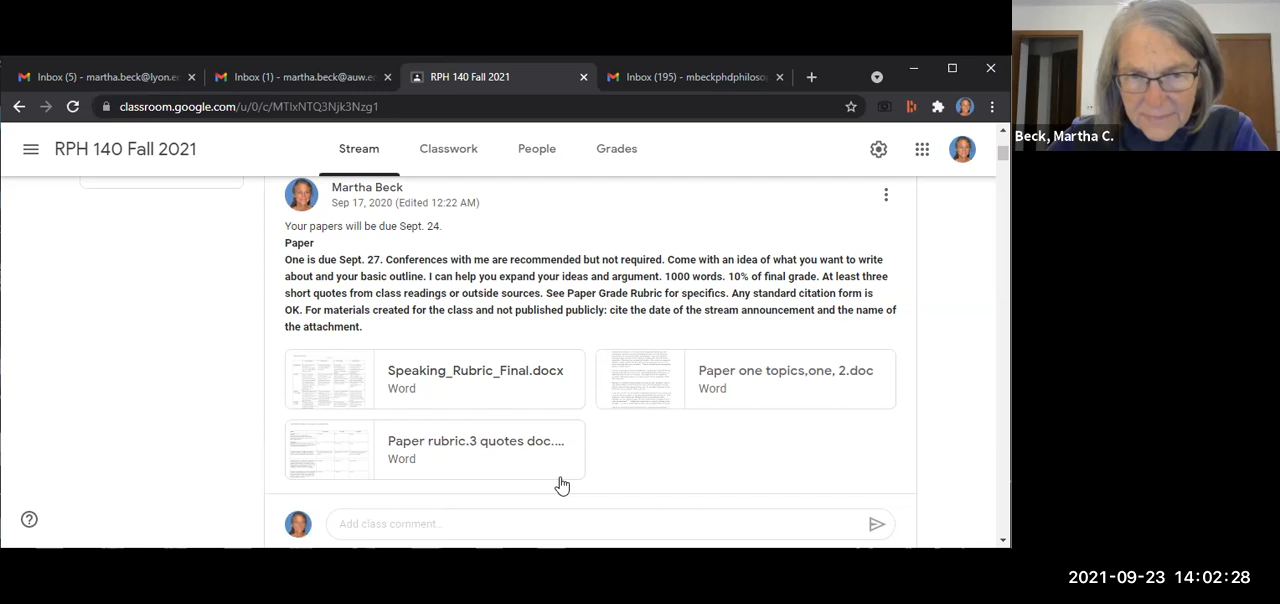 Inbox (5) - martha.beck@lyon.ec
Inbox (1) - martha.beck@auw.ec
RPH 140 Fall 2021
Inbox (195) - mbeckphdphiloso
classroom.google.com/u/0/c/MTIxNTQ3Njk3Nzg1
Beck, Martha C.
RPH 140 Fall 2021
Stream
Classwork
People
Grades
Martha Beck
Sep 17, 2020 (Edited 12:22 AM)
Your papers will be due Sept. 24.
Paper
One is due Sept. 27. Conferences with me are recommended but not required. Come with an idea of what you want to write
about and your basic outline. I can help you expand your ideas and argument. 1000 words. 10% of final grade. At least three
short quotes from class readings or outside sources. See Paper Grade Rubric for specifics. Any standard citation form is
OK. For materials created for the class and not published publicly: cite the date of the stream announcement and the name of
the attachment.
Speaking_Rubric_Final.docx
Word
Paper one topics,one, 2.doc
Word
Paper rubric.3 quotes doc....
Word
Add class comment...
2021-09-23 14:02:28